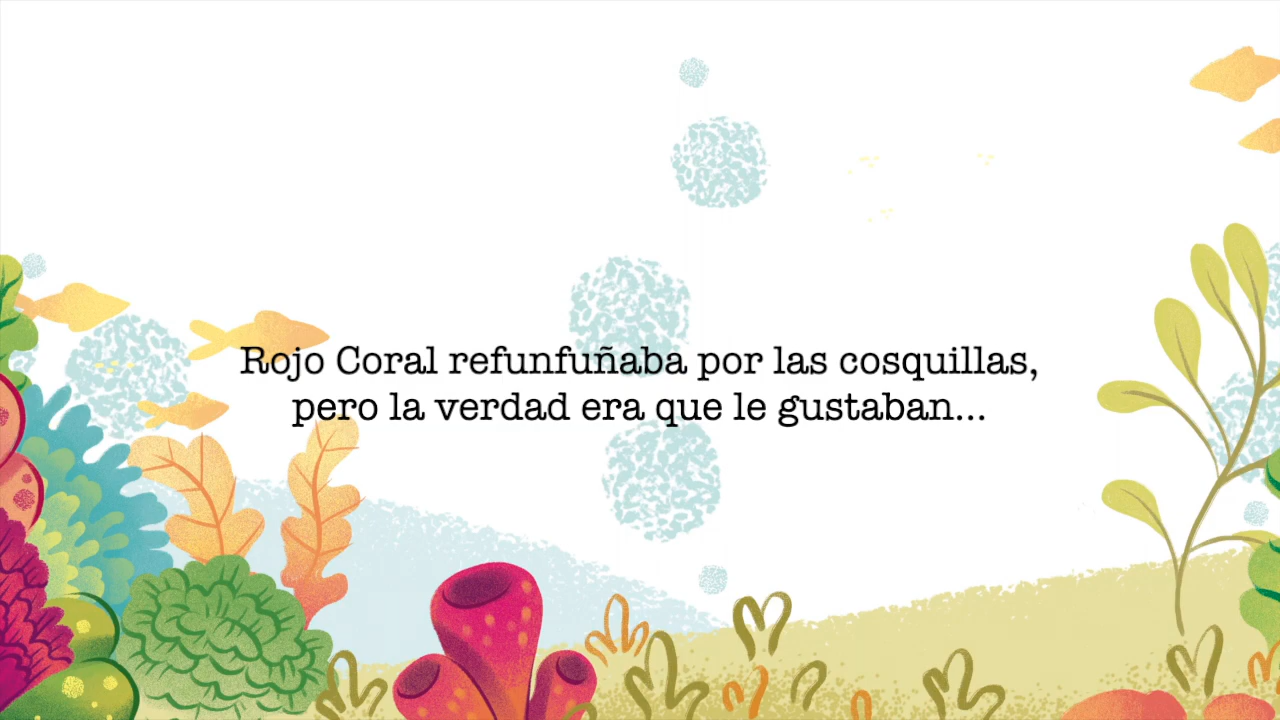 Rojo Coral refunfuñaba por las cosquillas,
pero la verdad era que le gustaban...